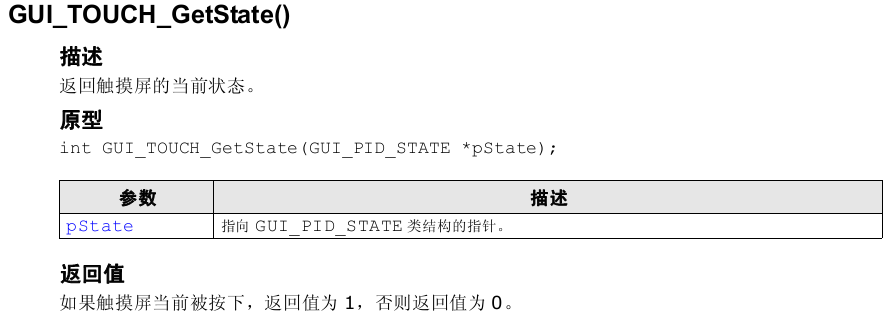 GUI_TOUCH_GetState()
描述
返回触摸屏的当前状态。
原型
int GUI_TOUCH_GetState(GUI_PID_STATE *pState);
参数 描述
pState 指向 GUI_PID_STATE 类结构的指针。
返回值
如果触摸屏当前被按下，返回值为 1，否则返回值为 0。